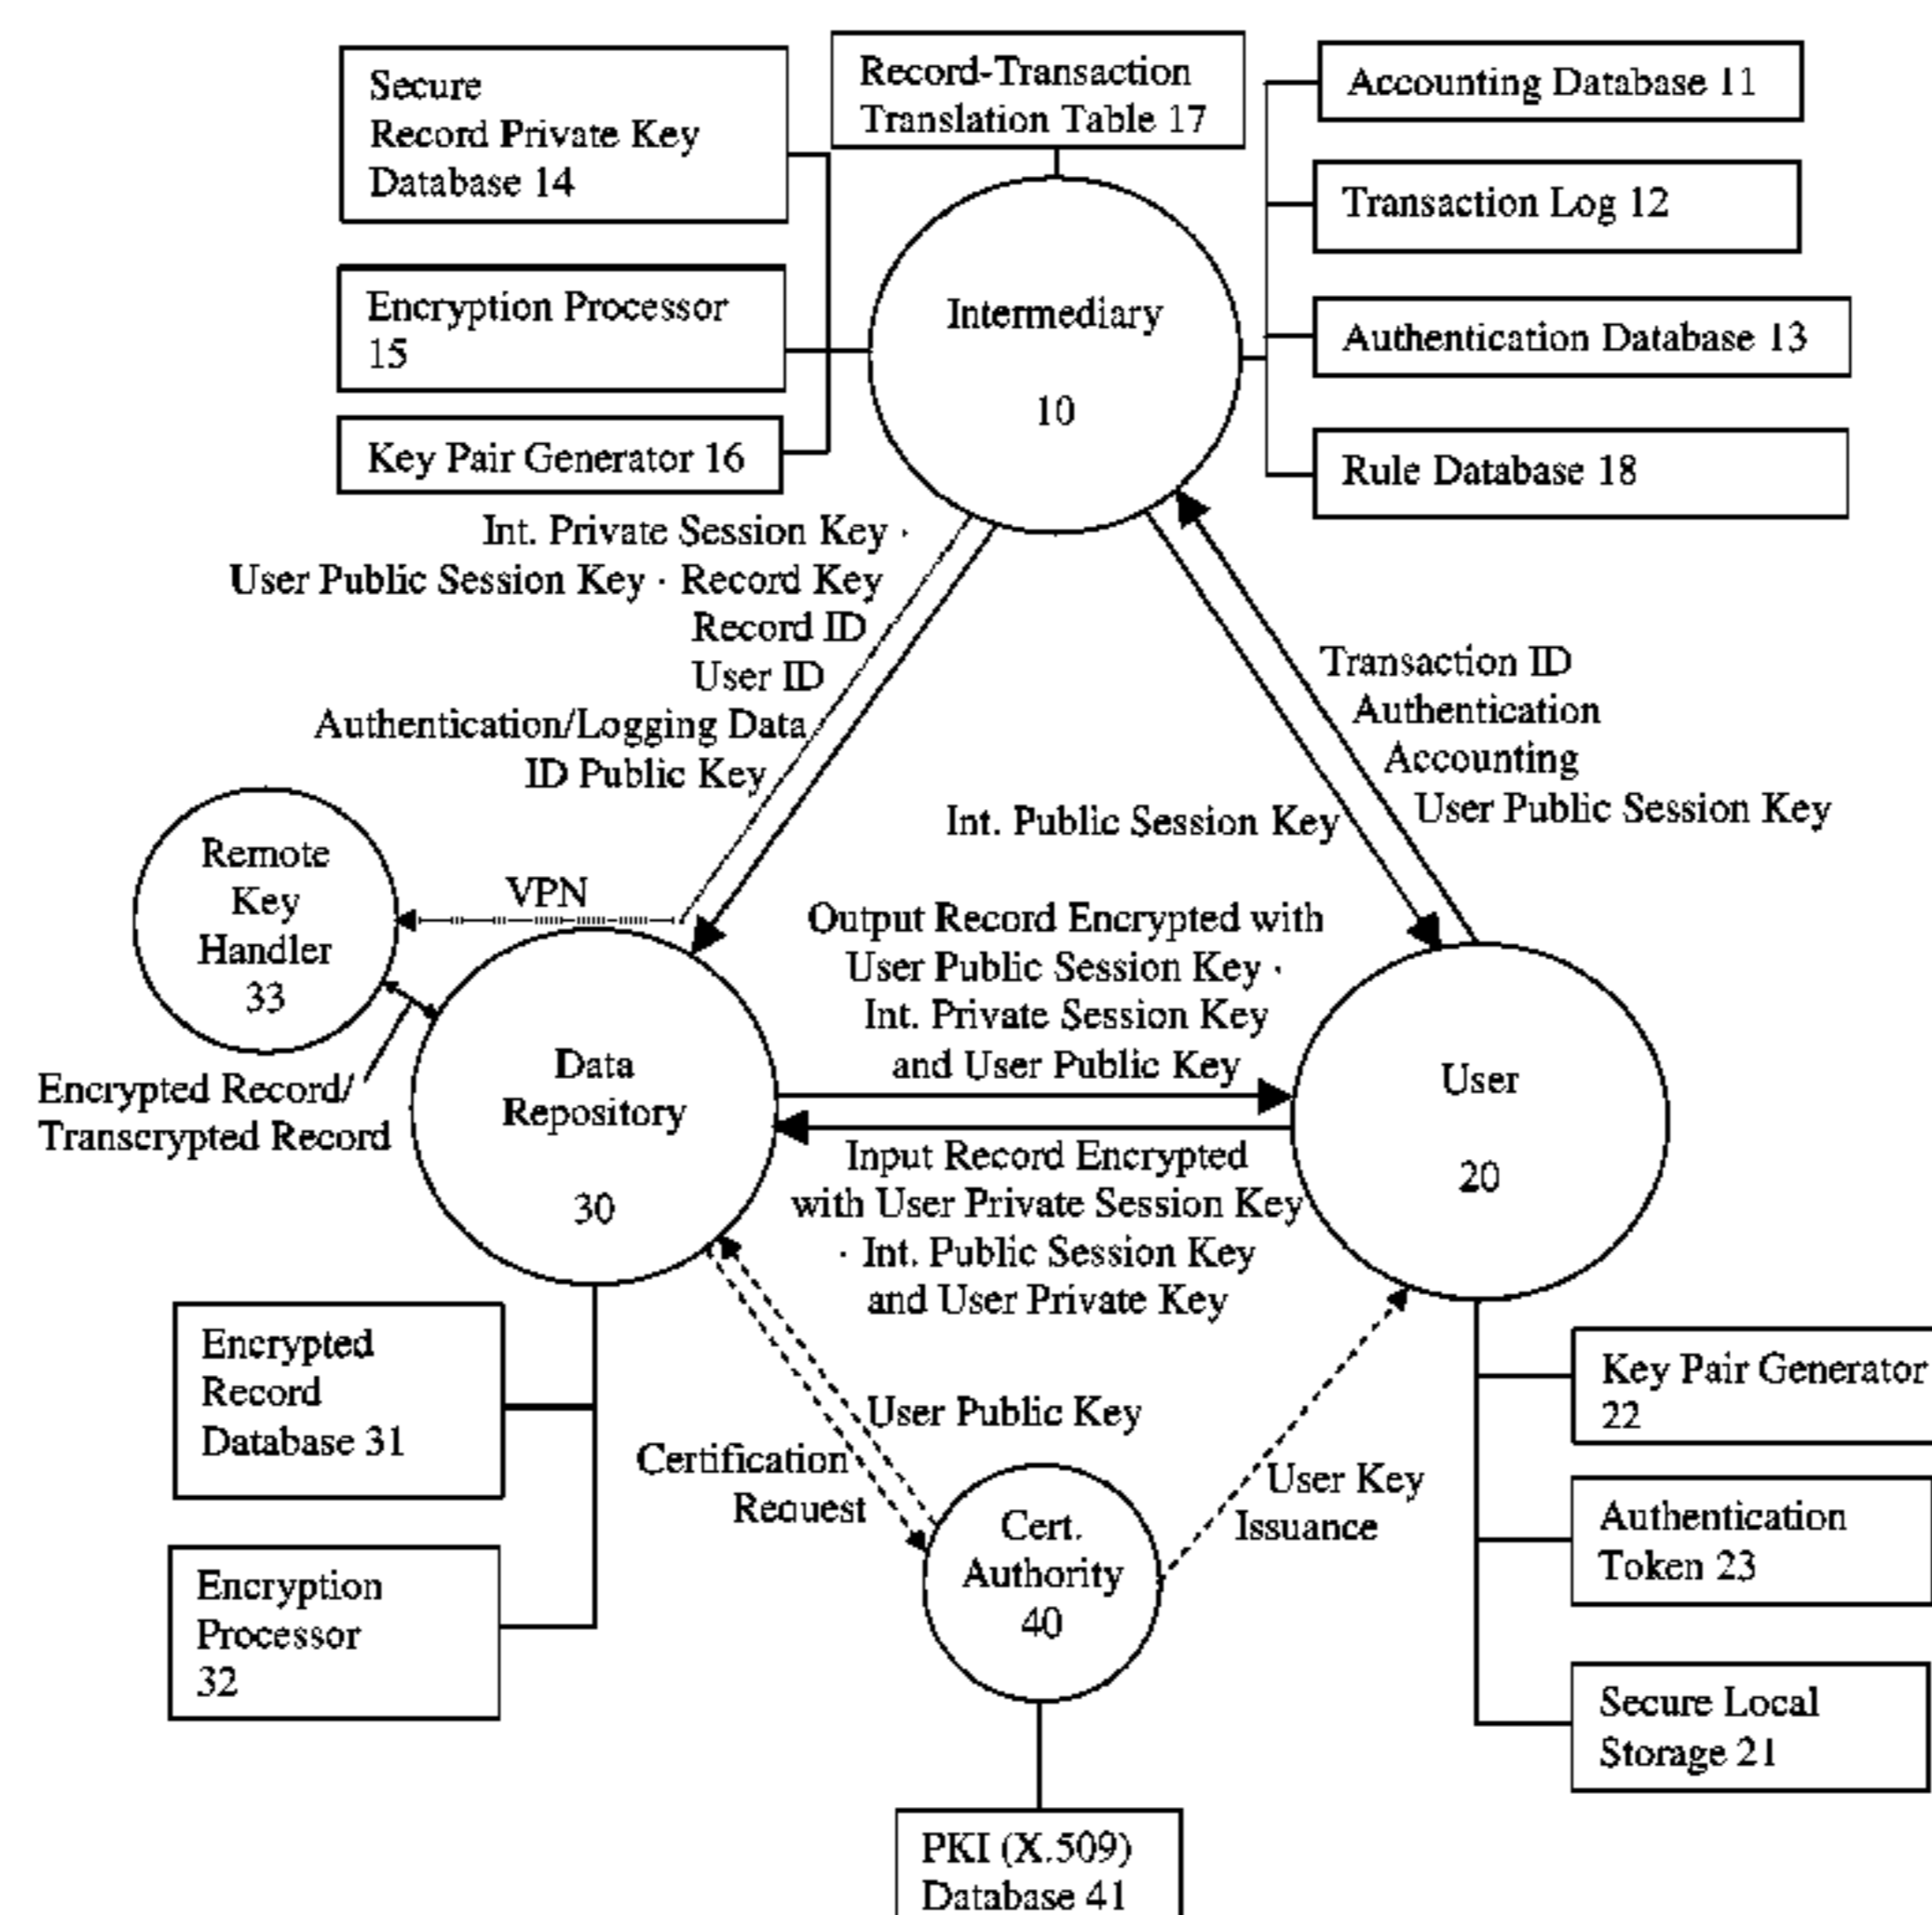 Secure
Record Private Key
Database 14
Record-Transaction
Translation Table 17
Accounting Database 11
Transaction Log 12
Authentication Database 13
Rule Database 18
Encryption Processor
15
Key Pair Generator 16
Intermediary
10
Int. Private Session Key ·
User Public Session Key · Record Key
Record ID
User ID
Authentication/Logging Data
ID Public Key
Transaction ID
Authentication
Accounting
User Public Session Key
Int. Public Session Key
Remote
Key
Handler
33
VPN
Output Record Encrypted with
User Public Session Key ·
Int. Private Session Key
and User Public Key
Encrypted Record/
Transcrypted Record
Data
Repository
30
User
20
Input Record Encrypted
with User Private Session Key
· Int. Public Session Key
and User Private Key
Encrypted
Record
Database 31
Encryption
Processor
32
User Public Key
Certification
Request
Cert.
Authority
40
User Key
Issuance
Key Pair Generator
22
Authentication
Token 23
Secure Local
Storage 21
PKI (X.509)
Database 41